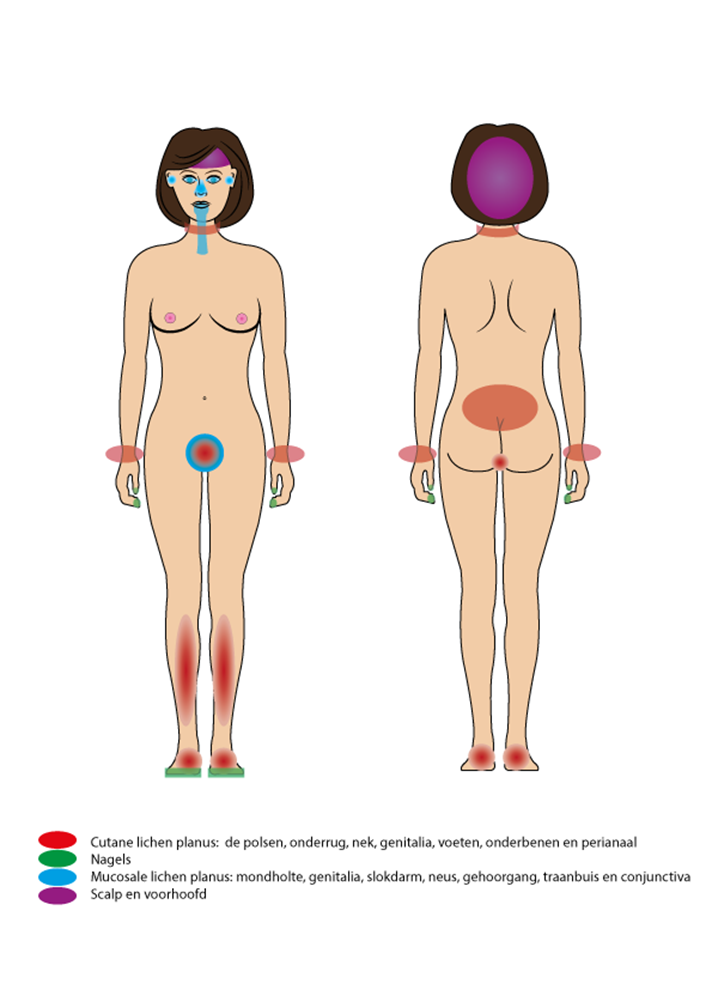 Cutane lichen planus: de polsen, onderrug, nek, genitalia, voeten, onderbenen en perianaal
Nagels
Mucosale lichen planus: mondholte, genitalia, slokdarm, neus, gehoorgang, traanbuis en conjunctiva
Scalp en voorhoofd